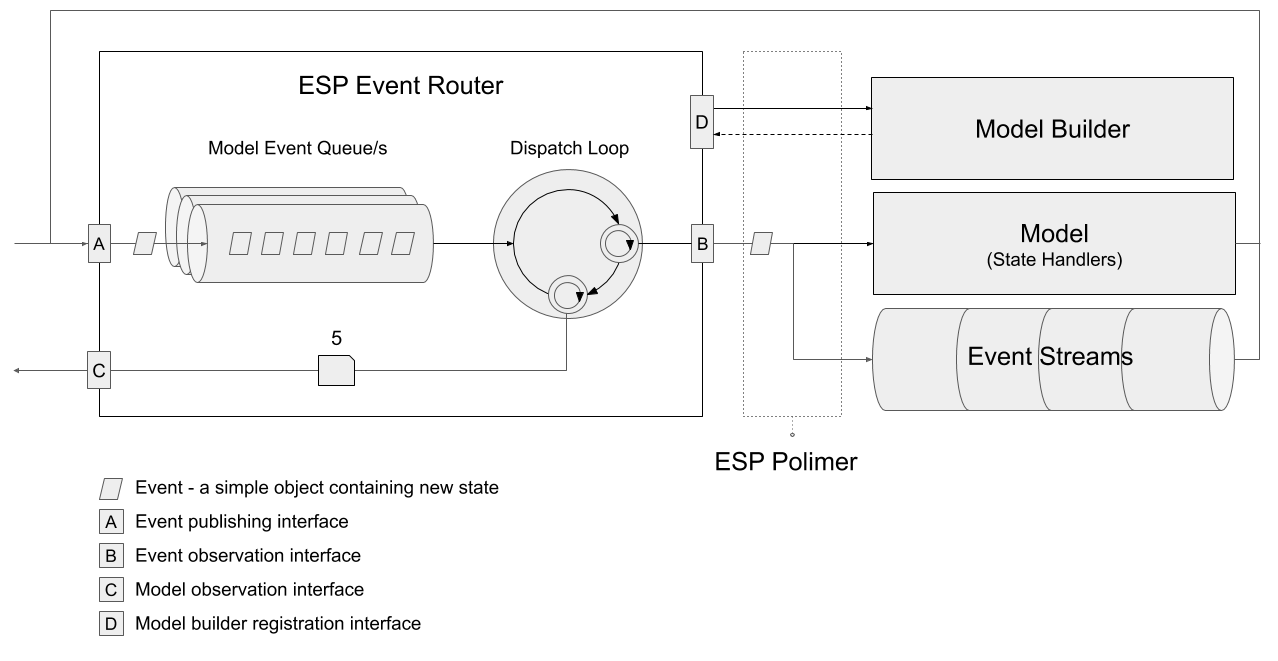 ESP Event Router
Model Event Queue/s
Dispatch Loop
D
Model Builder
A
B
Model
(State Handlers)
5
C
Event Streams
ESP Polimer
Event - a simple object containing new state
A Event publishing interface
B Event observation interface
C Model observation interface
D Model builder registration interface